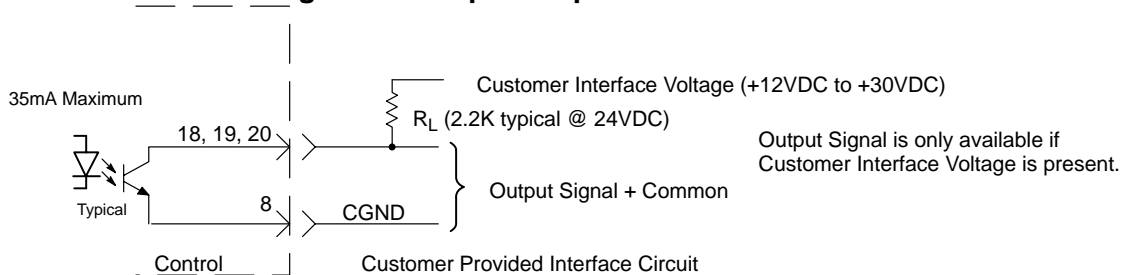 Customer Interface Voltage (+12VDC to +30VDC)
35mA Maximum
RL (2.2K typical @ 24VDC)
18, 19, 20
Output Signal is only available if
Customer Interface Voltage is present.
Output Signal + Common
Typical
8
CGND
Control
Customer Provided Interface Circuit